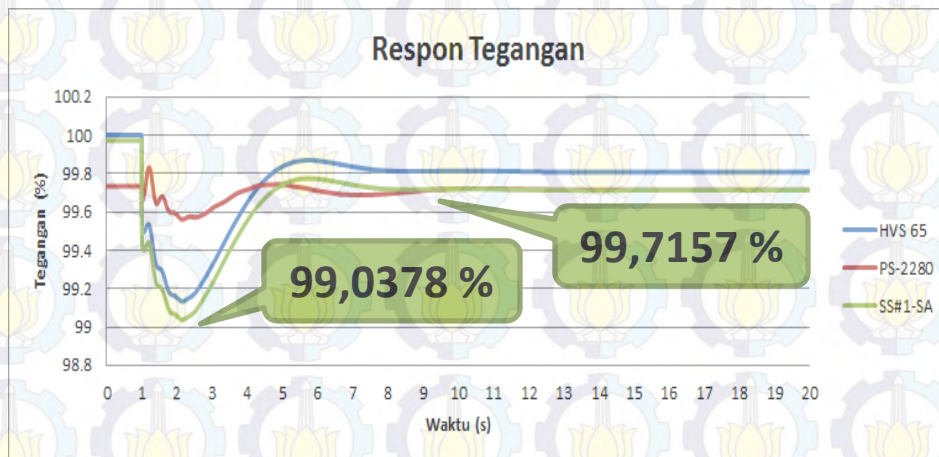 Respon Tegangan
Tegangan (%)
100.2
100
99.8
99.6
99.4
99.2
99
98.8
99,0378 %
99,7157 %
HVS 65
PS-2280
SS#1-SA
0 1 2 3 4 5 6 7 8 9 10 11 12 13 14 15 16 17 18 19 20
Waktu (s)